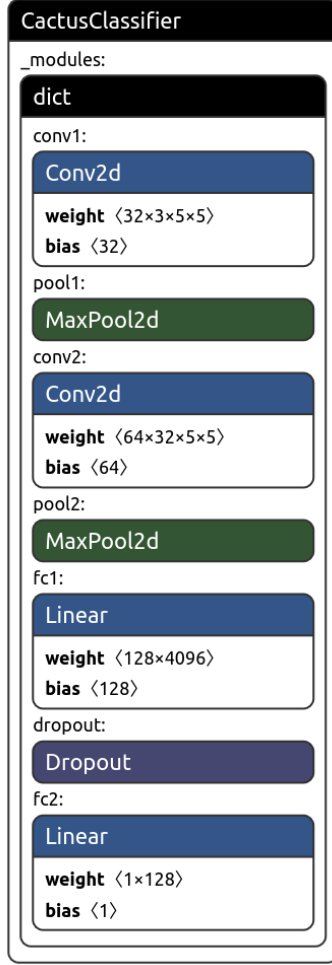 CactusClassifier
_modules:
dict
conv1:
Conv2d
weight 〈32×3×5×5〉
bias 〈32〉
pool1:
MaxPool2d
conv2:
Conv2d
weight 〈64×32×5×5〉
bias 〈64〉
pool2:
MaxPool2d
fc1:
Linear
weight 〈128×4096〉
bias 〈128〉
dropout:
Dropout
fc2:
Linear
weight 〈1×128〉
bias 〈1〉